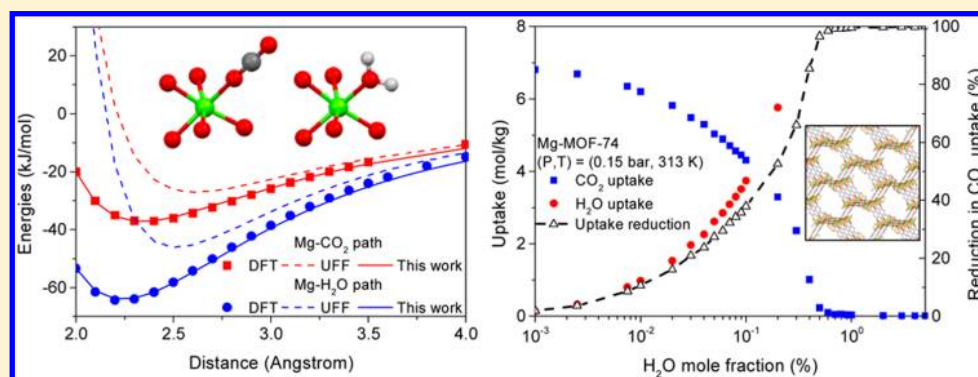 Energies (kJ/mol)
20
0
-20
-40
-60
2.0 2.5 3.0 3.5 4.0
Distance (Angstrom)
Mg-CO₂ path
DFT UFF This work
Mg-H₂O path
DFT UFF This work
Uptake (mol/kg)
8
6
4
2
0
Mg-MOF-74
(P,T) = (0.15 bar, 313 K)
CO₂ uptake
H₂O uptake
Uptake reduction
10⁻³ 10⁻² 10⁻¹ 10⁰
H₂O mole fraction (%)
100
80
60
40
20
0
Reduction in CO₂ uptake (%)